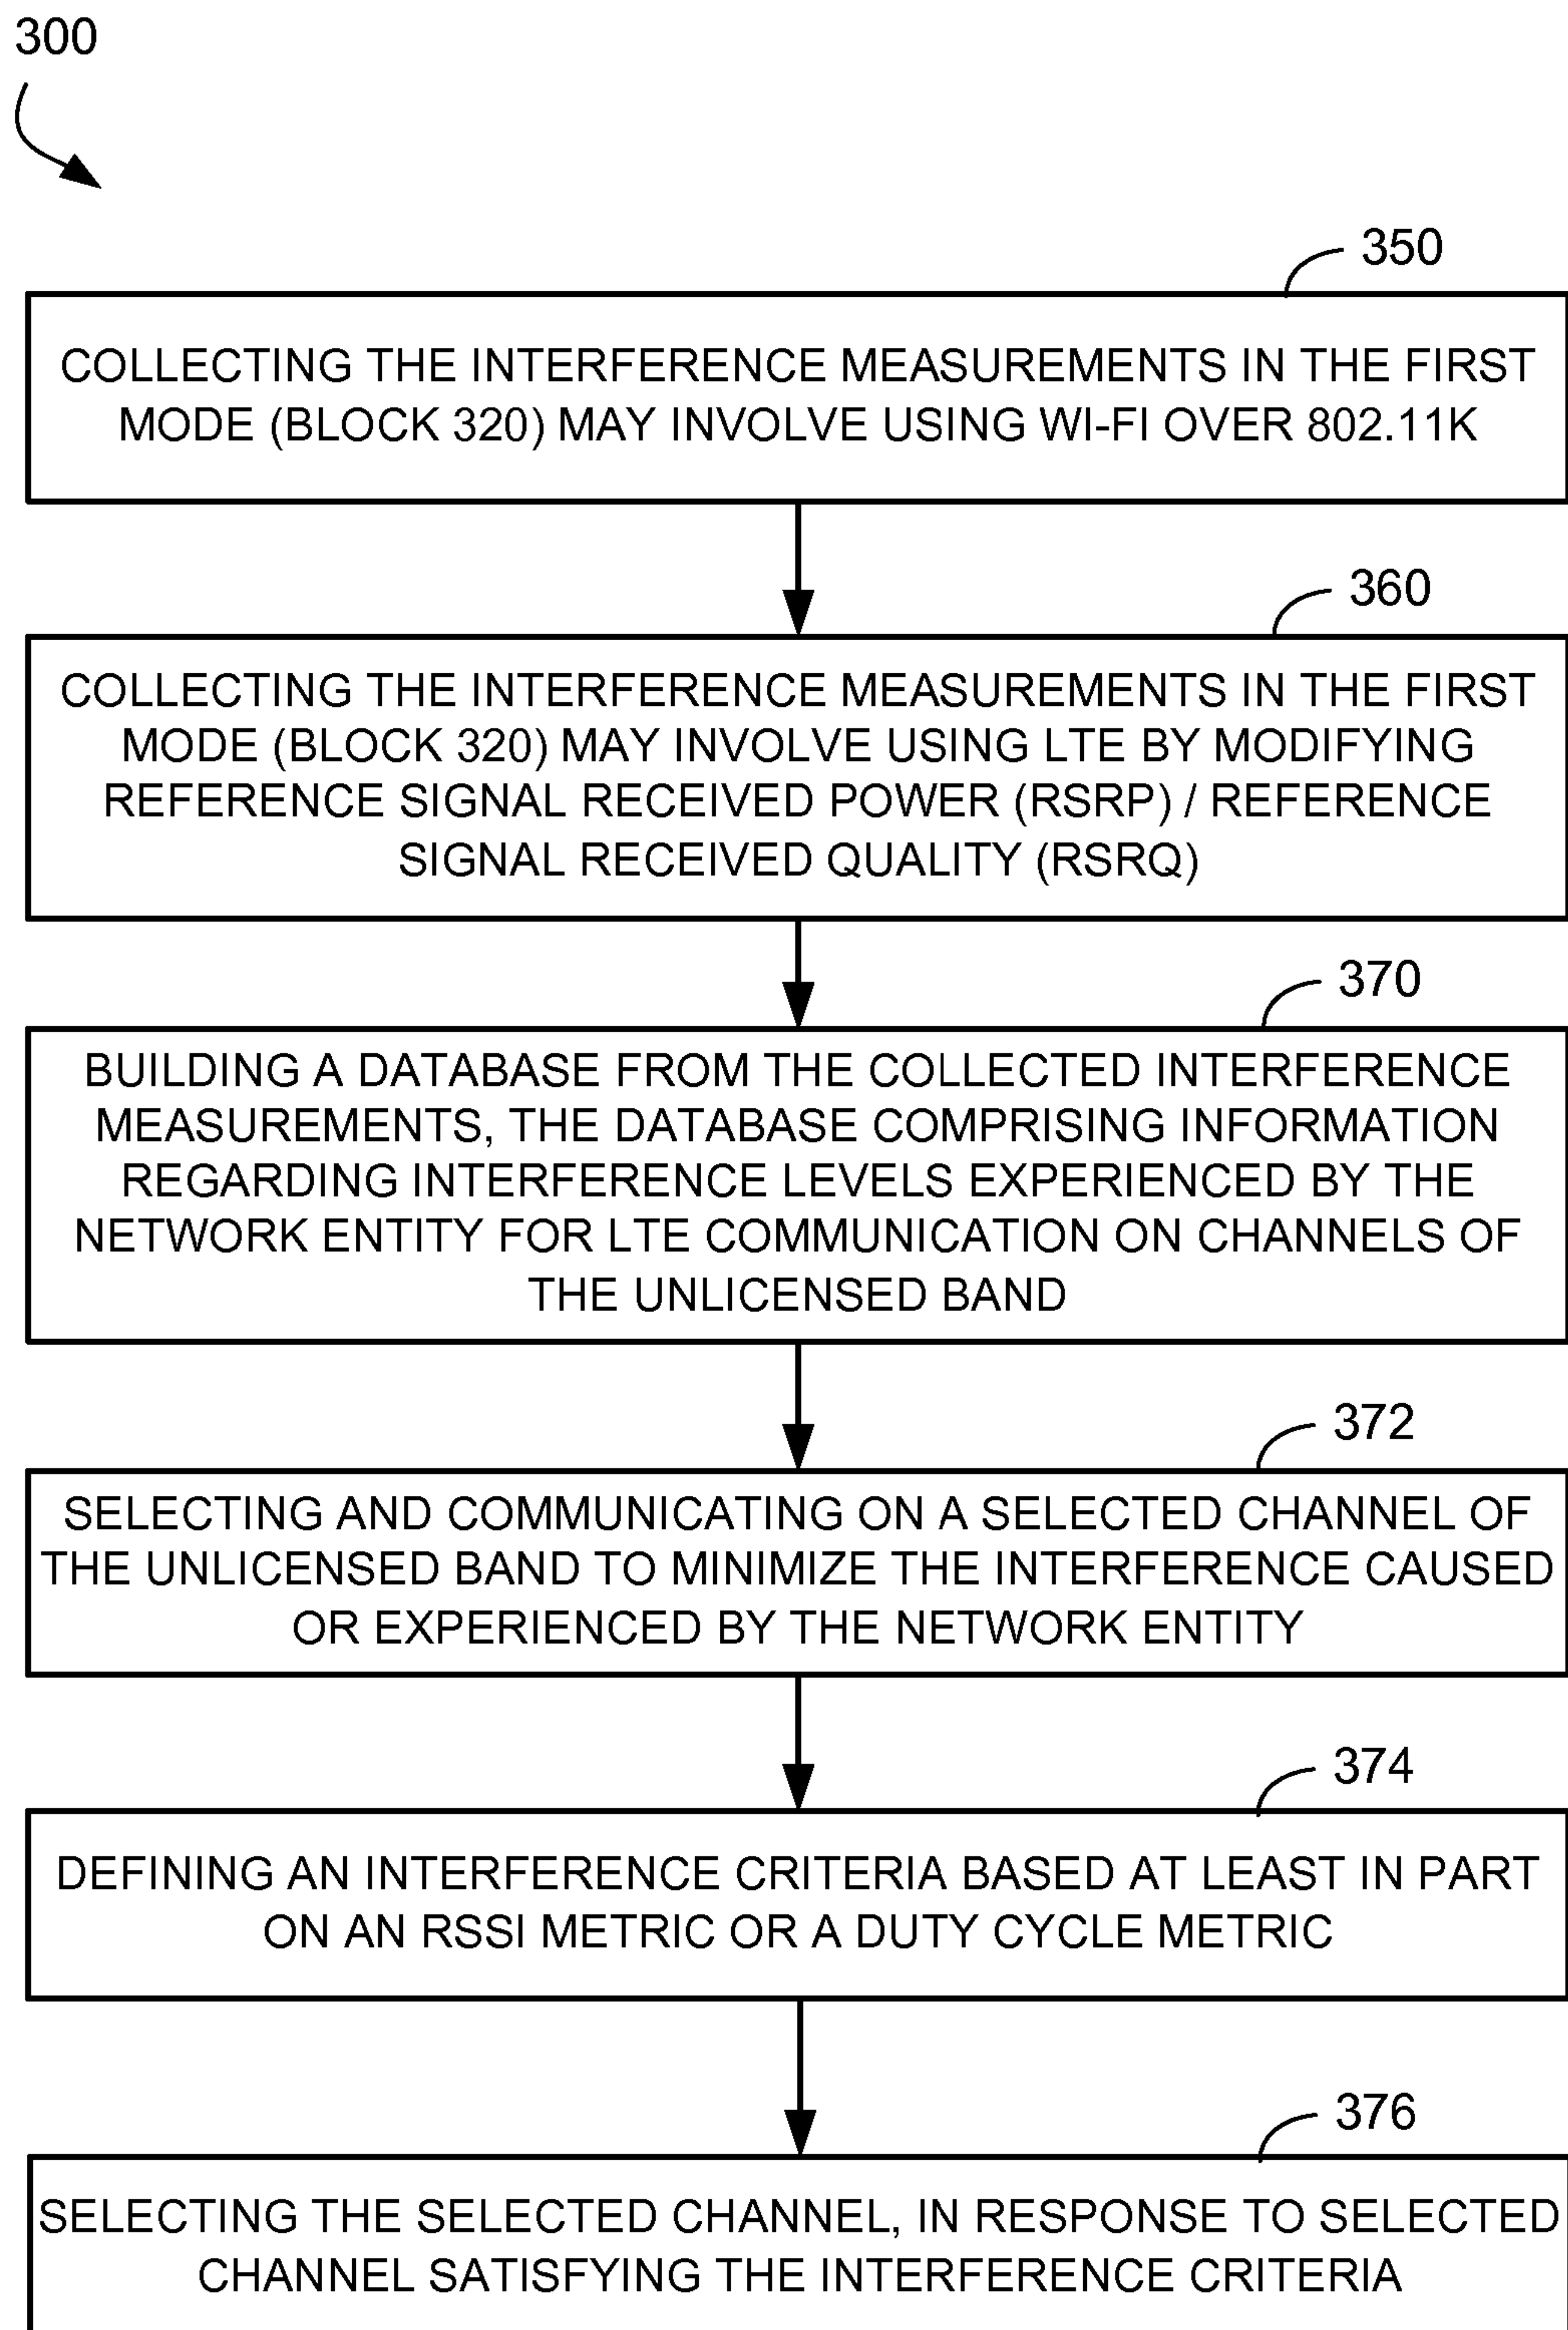 300
350
COLLECTING THE INTERFERENCE MEASUREMENTS IN THE FIRST
MODE (BLOCK 320) MAY INVOLVE USING WI-FI OVER 802.11K
360
COLLECTING THE INTERFERENCE MEASUREMENTS IN THE FIRST
MODE (BLOCK 320) MAY INVOLVE USING LTE BY MODIFYING
REFERENCE SIGNAL RECEIVED POWER (RSRP) / REFERENCE
SIGNAL RECEIVED QUALITY (RSRQ)
370
BUILDING A DATABASE FROM THE COLLECTED INTERFERENCE
MEASUREMENTS, THE DATABASE COMPRISING INFORMATION
REGARDING INTERFERENCE LEVELS EXPERIENCED BY THE
NETWORK ENTITY FOR LTE COMMUNICATION ON CHANNELS OF
THE UNLICENSED BAND
372
SELECTING AND COMMUNICATING ON A SELECTED CHANNEL OF
THE UNLICENSED BAND TO MINIMIZE THE INTERFERENCE CAUSED
OR EXPERIENCED BY THE NETWORK ENTITY
374
DEFINING AN INTERFERENCE CRITERIA BASED AT LEAST IN PART
ON AN RSSI METRIC OR A DUTY CYCLE METRIC
376
SELECTING THE SELECTED CHANNEL, IN RESPONSE TO SELECTED
CHANNEL SATISFYING THE INTERFERENCE CRITERIA